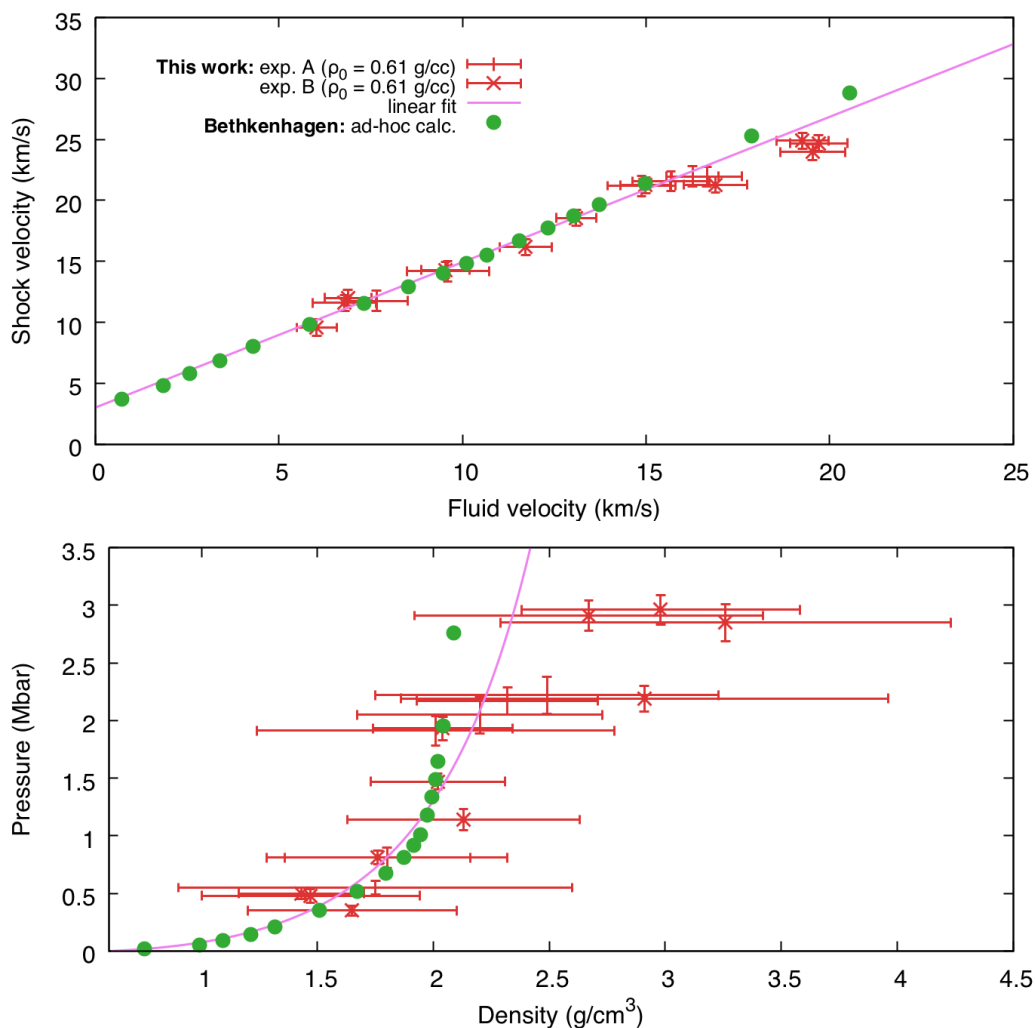 35
30
25
20
15
10
5
0
Shock velocity (km/s)
This work: exp. A (ρ₀ = 0.61 g/cc)
exp. B (ρ₀ = 0.61 g/cc)
linear fit
Bethkenhagen: ad-hoc calc.
0 5 10 15 20 25
Fluid velocity (km/s)
3.5
3
2.5
2
1.5
1
0.5
0
Pressure (Mbar)
1 1.5 2 2.5 3 3.5 4 4.5
Density (g/cm³)